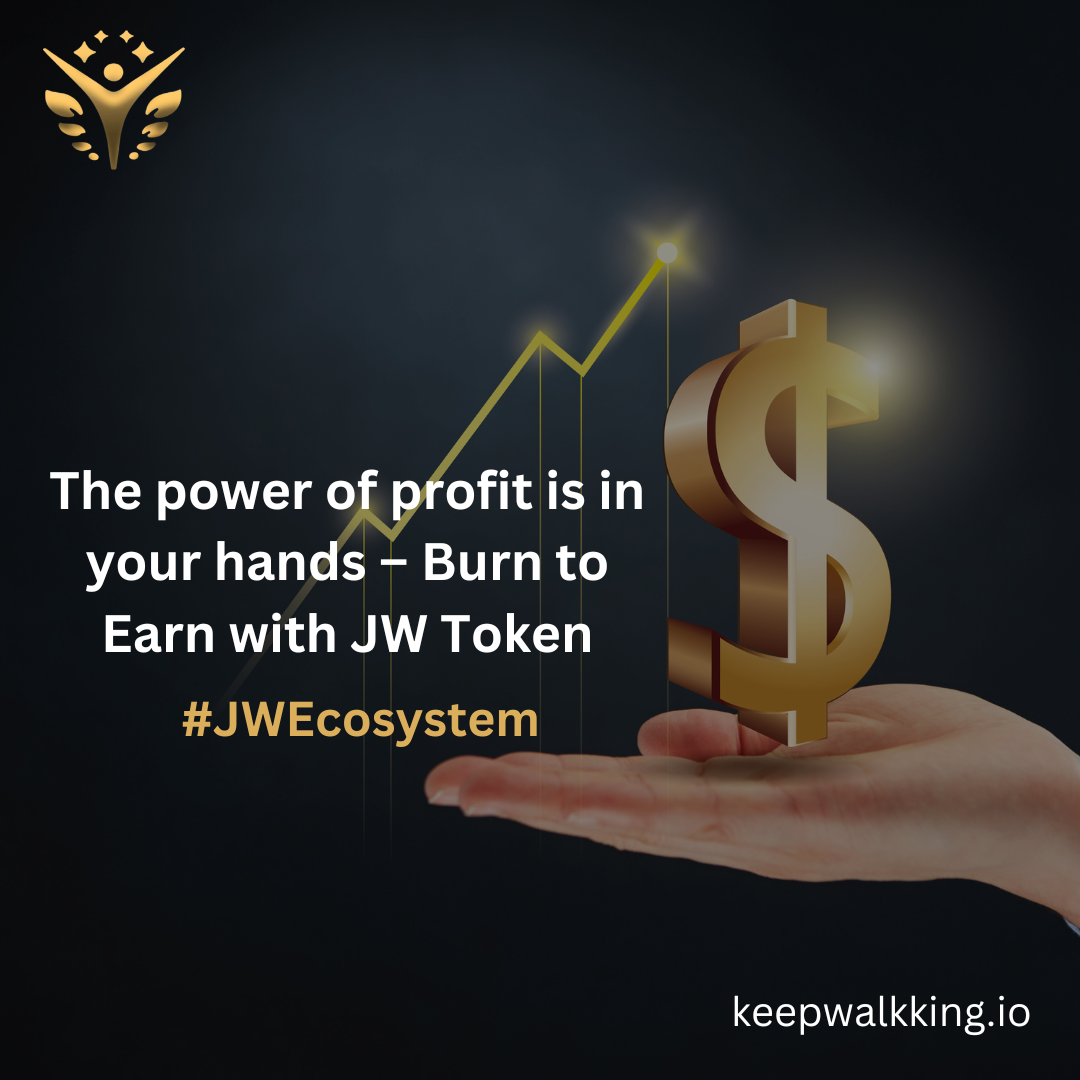 The power of profit is in
your hands – Burn to
Earn with JW Token
#JWEcosystem
keepwalkking.io